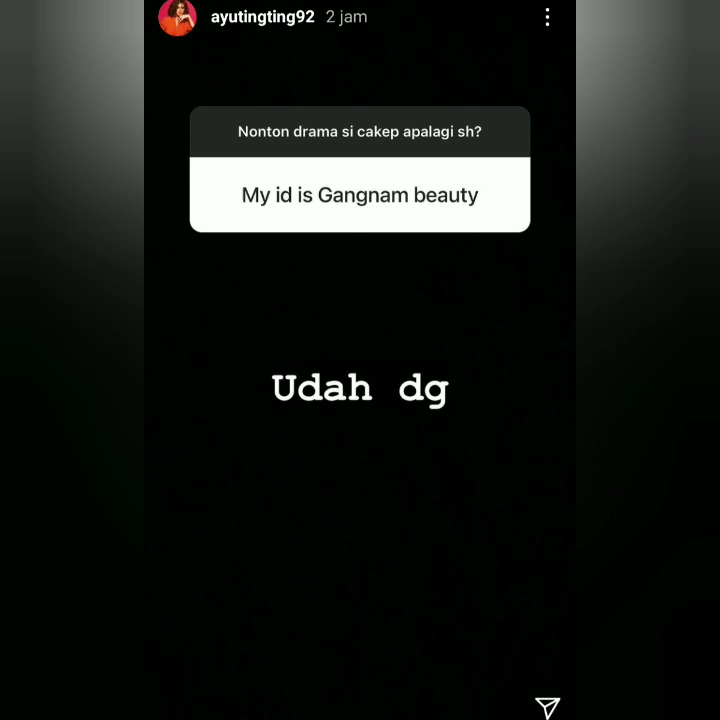 ayutingting92 2 jam
Nonton drama si cakep apalagi sh?
My id is Gangnam beauty
Udah dg